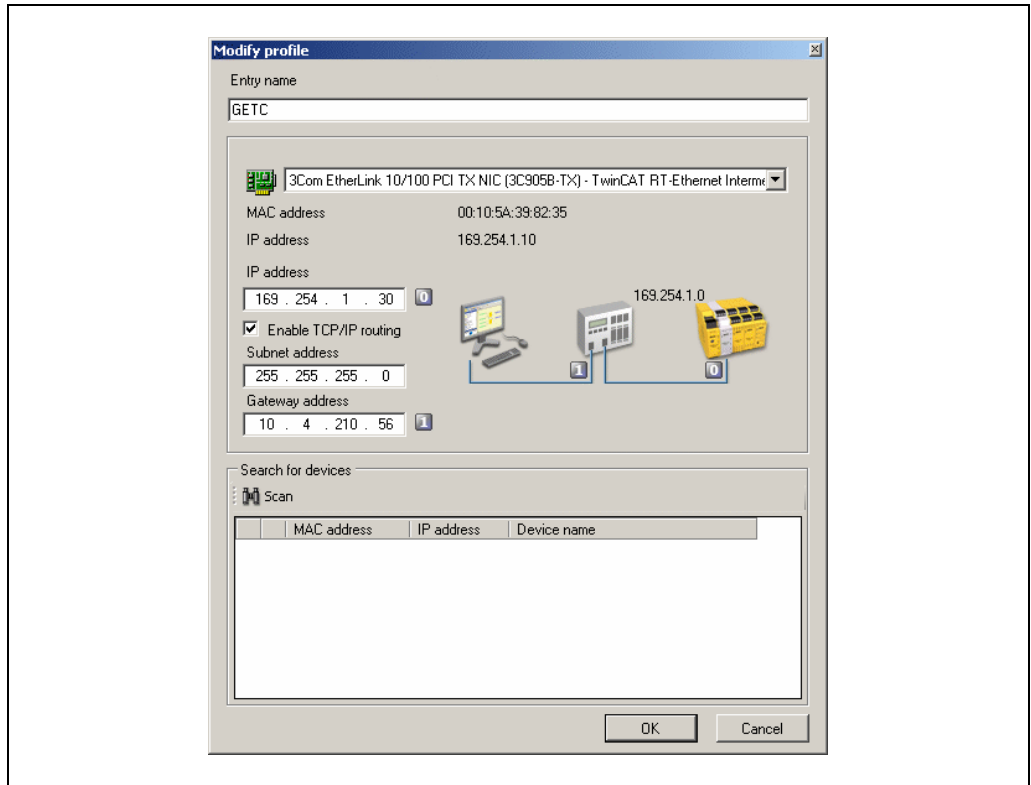 Modify profile
Entry name
GETC
3Com EtherLink 10/100 PCI TX NIC (3C905B-TX) - TwinCAT RT-Ethernet Interme
MAC address 00:10:5A:39:82:35
IP address 169.254.1.10
IP address
169 . 254 . 1 . 30 0
169.254.1.0
Enable TCP/IP routing
Subnet address
255 . 255 . 255 . 0
1 0
Gateway address
10 . 4 . 210 . 56 1
Search for devices
Scan
MAC address IP address Device name
OK Cancel